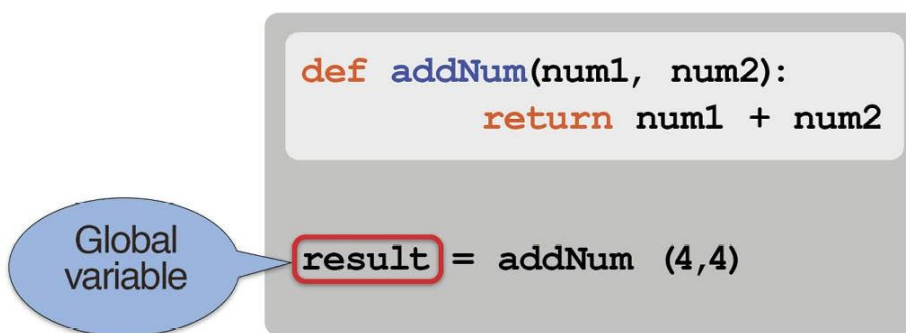 def addNum(num1, num2):
return num1 + num2
Global
variable
result = addNum (4,4)